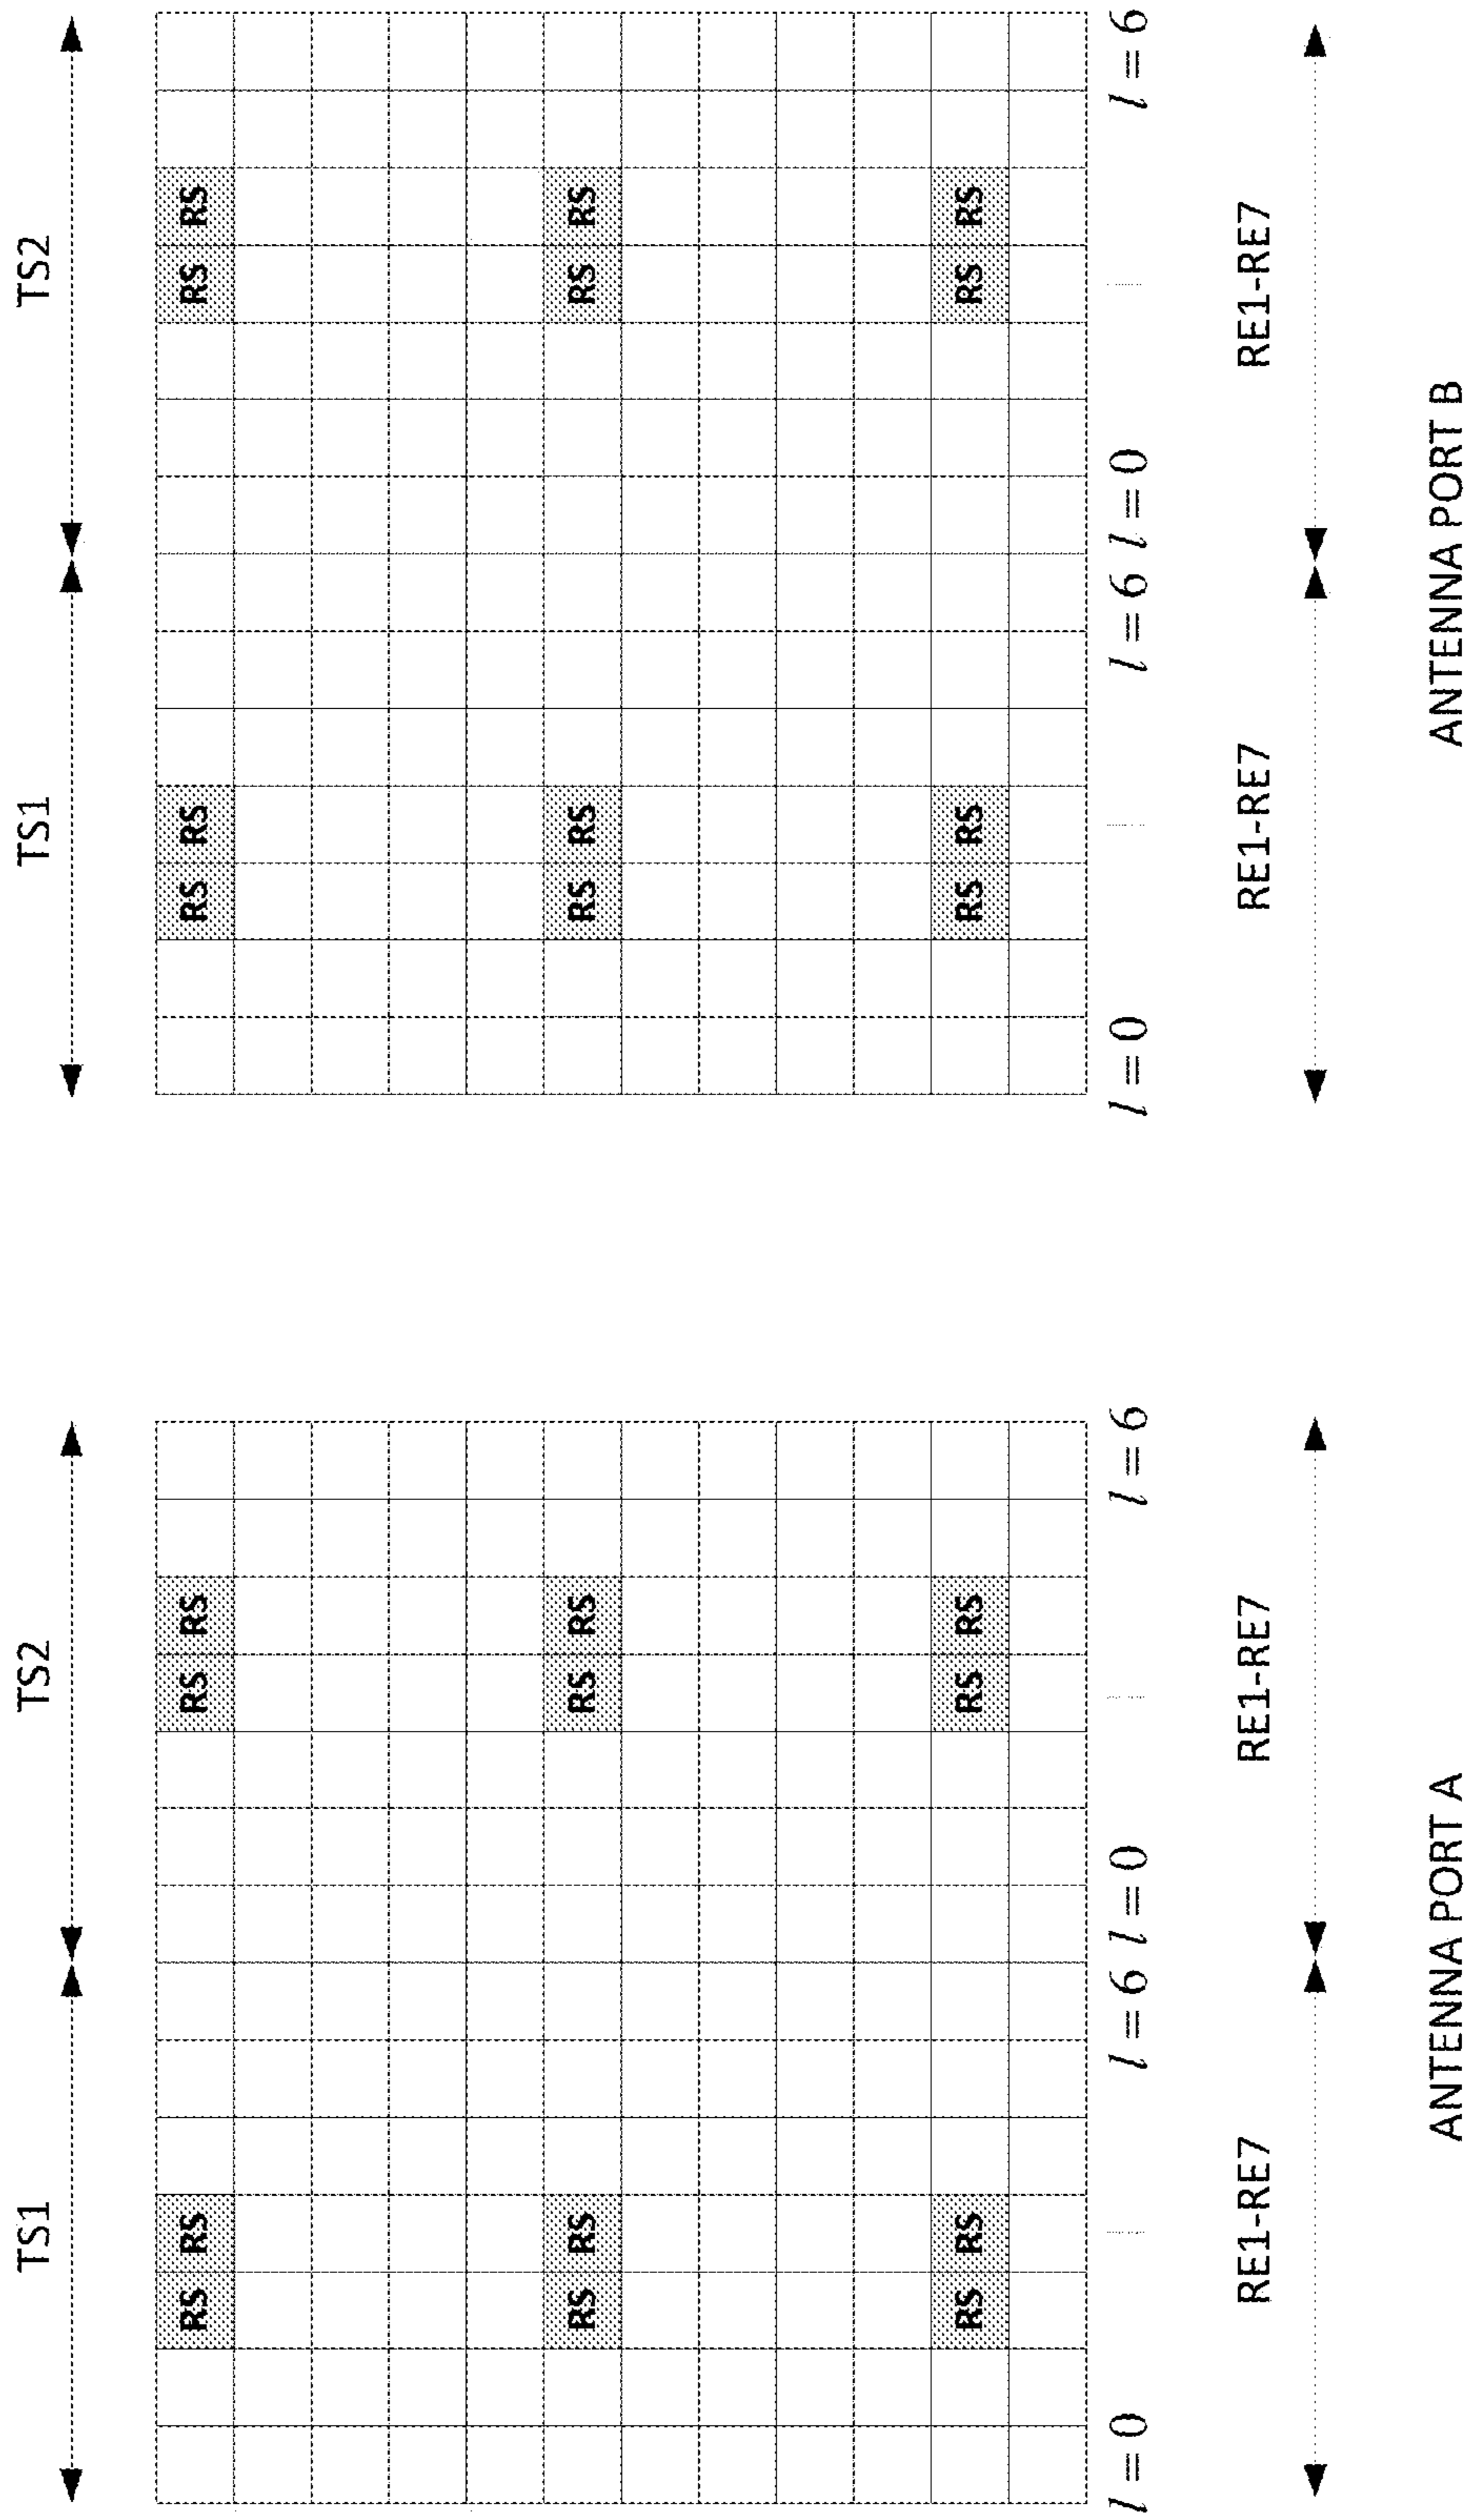 TS1 TS2 TS1 TS2
RS RS RS RS RS RS RS RS
RS RS RS RS RS RS RS RS
RS RS RS RS RS RS RS RS
l = 0 l = 6 l = 0 l = 6 l = 0 l = 6 l = 0 l = 6
RE1-RE7 RE1-RE7 RE1-RE7 RE1-RE7
ANTENNA PORT A ANTENNA PORT B